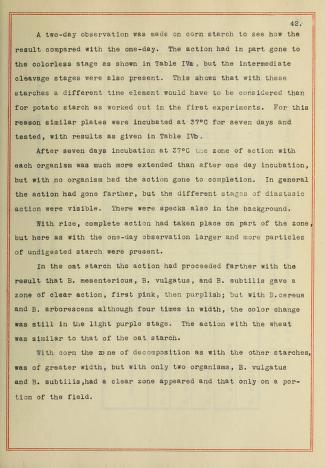 42.
A two-day observation was made on corn starch to see how the
result compared with the one-day. The action had in part gone to
the colorless stage as shown in Table IVa, but the intermediate
cleavage stages were also present. This shows that with these
starches a different time element would have to be considered than
for potato starch as worked out in the first experiments. For this
reason similar plates were incubated at 37°C for seven days and
tested, with results as given in Table IVb.
After seven days incubation at 37°C the zone of action with
each organism was much more extended than after one day incubation,
but with no organism had the action gone to completion. In general
the action had gone farther, but the different stages of diastasic
action were visible. There were specks also in the background.
With rice, complete action had taken place on part of the zone,
but here as with the one-day observation larger and more particles
of undigested starch were present.
In the oat starch the action had proceeded farther with the
result that B. mesentericus, B. vulgatus, and B. subtilis gave a
zone of clear action, first pink, then purplish; but with B.cereus
and B. arborescens although four times in width, the color change
was still in the light purple stage. The action with the wheat
was similar to that of the oat starch.
With corn the zone of decomposition as with the other starches,
was of greater width, but with only two organisms, B. vulgatus
and B. subtilis,had a clear zone appeared and that only on a por-
tion of the field.